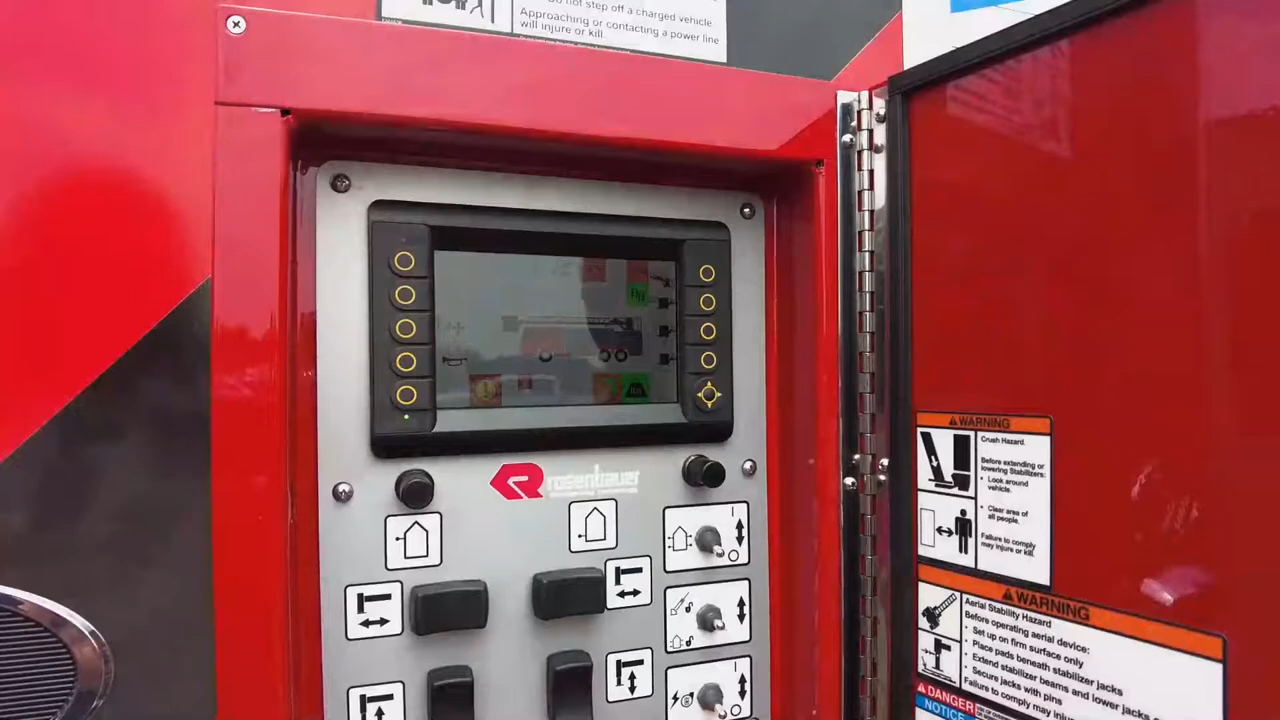 Do not step off a charged vehicle.
Approaching or contacting a power line
will injure or kill.
rosenbauer
WARNING
Crush Hazard.
Before extending or
lowering Stabilizers:
• Look around
vehicle.
• Clear area of
all people.
Failure to comply
may injure or kill.
WARNING
Aerial Stability Hazard
Before operating aerial device:
• Set up on firm surface only
• Place pads beneath stabilizer jacks
• Extend stabilizer beams and lower jacks
• Secure jacks with pins
Failure to comply may
DANGER
NOTICE